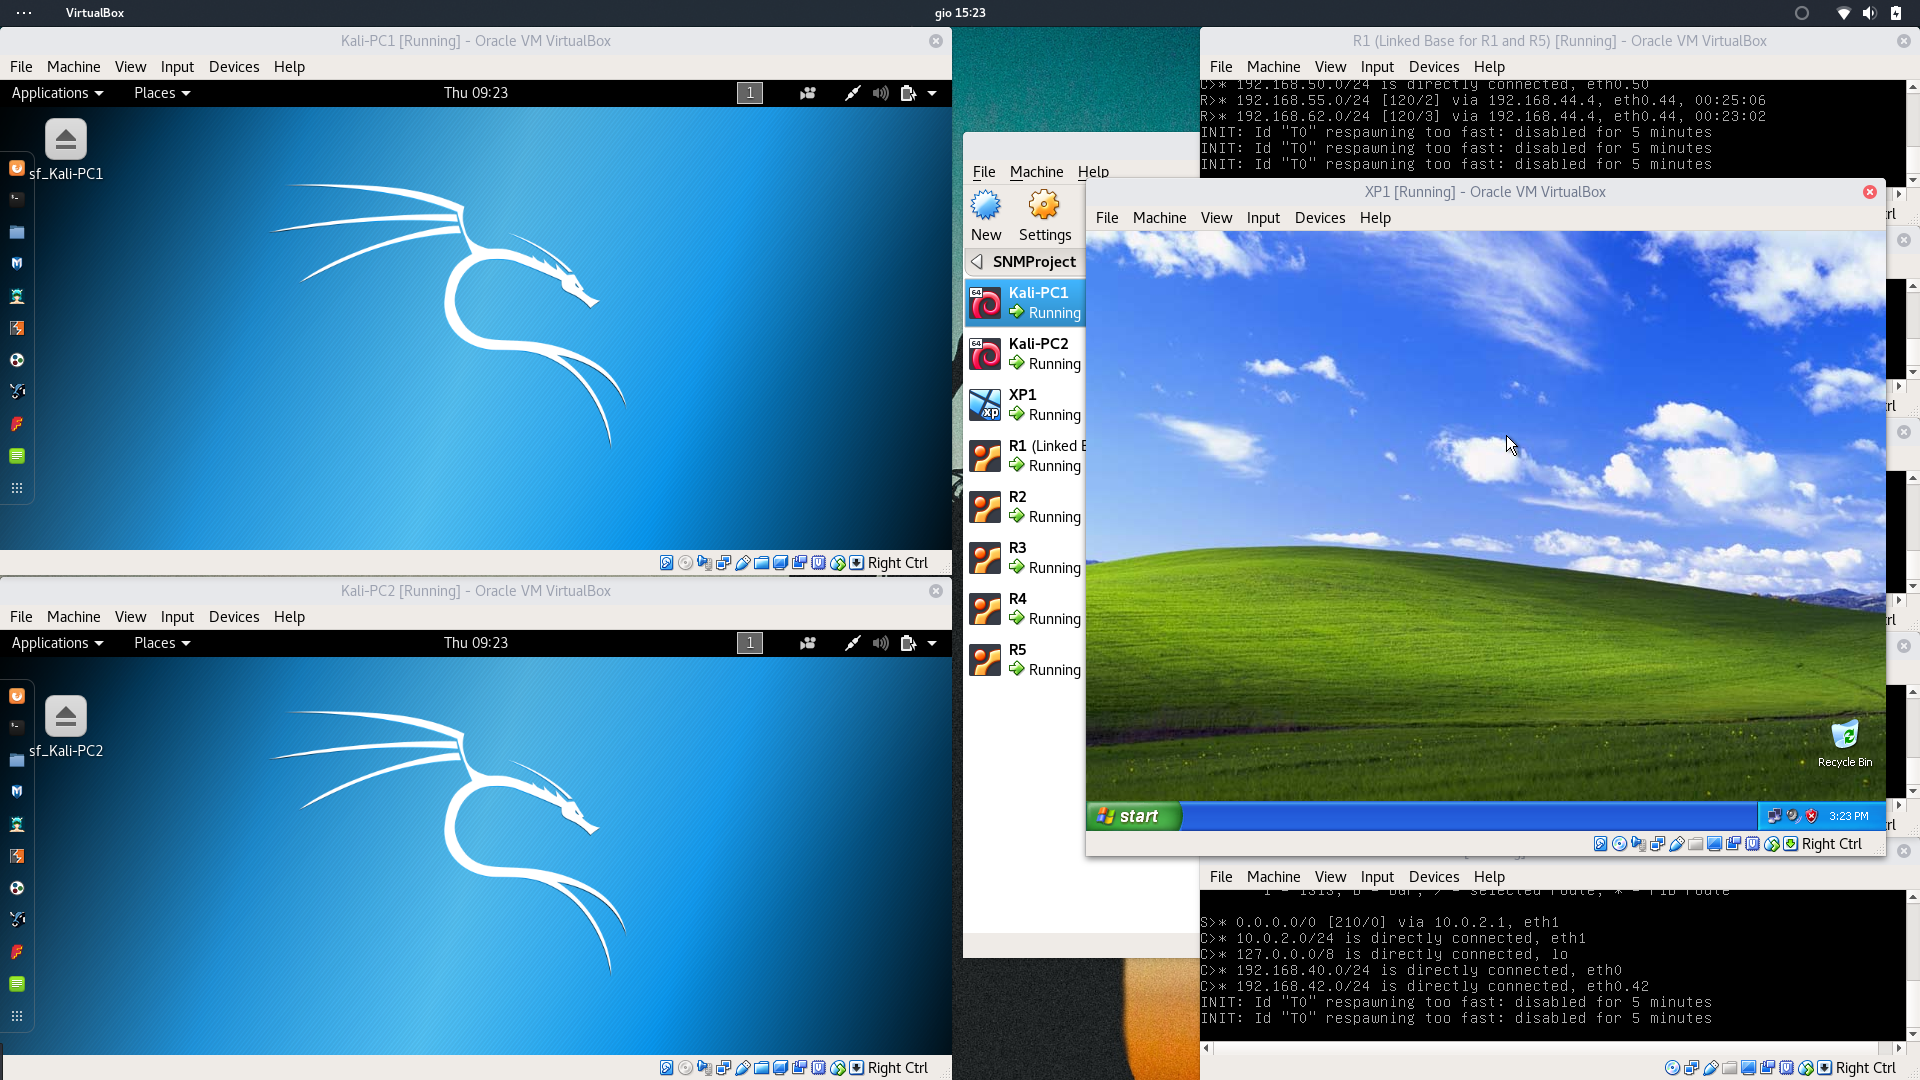 VirtualBox
gio 15:23
Kali-PC1 [Running] - Oracle VM VirtualBox
File Machine View Input Devices Help
Applications Places Thu 09:23 1
sf_Kali-PC1
Right Ctrl
Kali-PC2 [Running] - Oracle VM VirtualBox
File Machine View Input Devices Help
Applications Places Thu 09:23 1
sf_Kali-PC2
Right Ctrl
File Machine Help
New Settings
SNMProject
64 Kali-PC1
Running
64 Kali-PC2
Running
XP1
xp Running
R1 (Linked
Running
R2
Running
R3
Running
R4
Running
R5
Running
R1 (Linked Base for R1 and R5) [Running] - Oracle VM VirtualBox
File Machine View Input Devices Help
C>* 192.168.50.0/24 is directly connected, eth0.50
R>* 192.168.55.0/24 [120/2] via 192.168.44.4, eth0.44, 00:25:06
R>* 192.168.62.0/24 [120/3] via 192.168.44.4, eth0.44, 00:23:02
INIT: Id "T0" respawning too fast: disabled for 5 minutes
INIT: Id "T0" respawning too fast: disabled for 5 minutes
INIT: Id "T0" respawning too fast: disabled for 5 minutes
XP1 [Running] - Oracle VM VirtualBox
File Machine View Input Devices Help
Recycle Bin
start
3:23 PM
Right Ctrl
File Machine View Input Devices Help
S>* 0.0.0.0/0 [210/0] via 10.0.2.1, eth1
C>* 10.0.2.0/24 is directly connected, eth1
C>* 127.0.0.0/8 is directly connected, lo
C>* 192.168.40.0/24 is directly connected, eth0
C>* 192.168.42.0/24 is directly connected, eth0.42
INIT: Id "T0" respawning too fast: disabled for 5 minutes
INIT: Id "T0" respawning too fast: disabled for 5 minutes
Right Ctrl